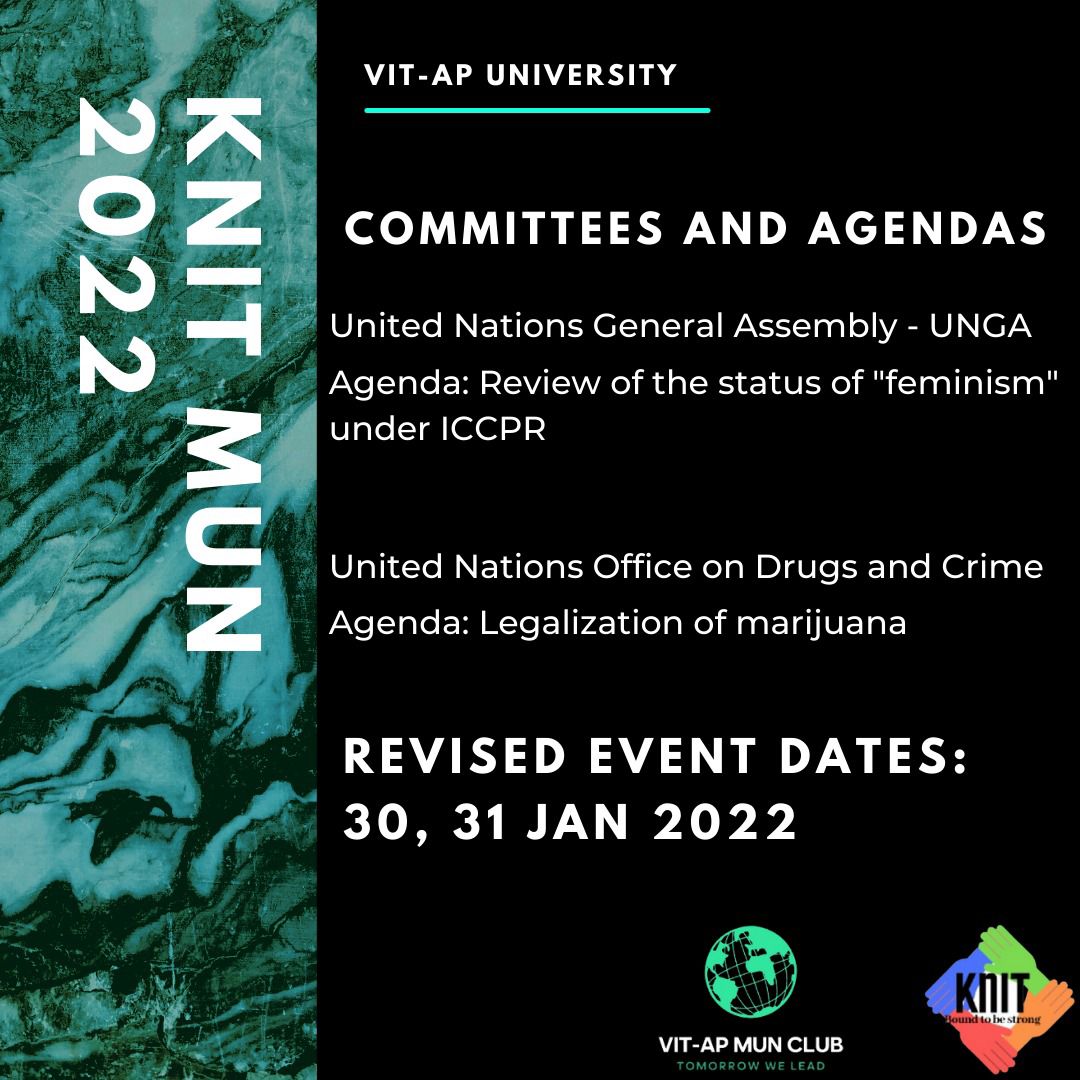 VIT-AP UNIVERSITY
KNIT MUN
2022
COMMITTEES AND AGENDAS
United Nations General Assembly - UNGA
Agenda: Review of the status of "feminism"
under ICCPR
United Nations Office on Drugs and Crime
Agenda: Legalization of marijuana
REVISED EVENT DATES:
30, 31 JAN 2022
VIT-AP MUN CLUB
TOMORROW WE LEAD
KNIT
Bound to be strong